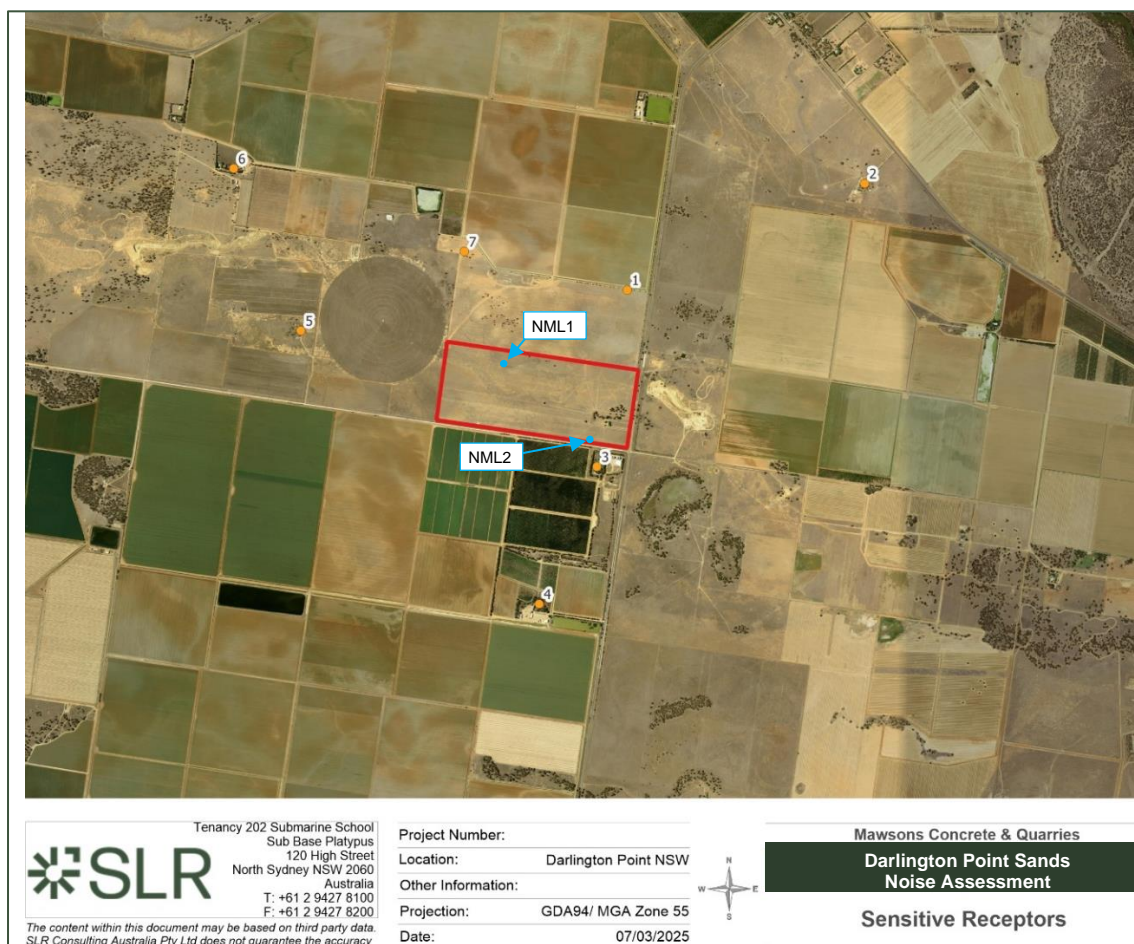 6
2
7
1
NML1
5
NML2
3
4
SLR
Tenancy 202 Submarine School
Sub Base Platypus
120 High Street
North Sydney NSW 2060
Australia
T: +61 2 9427 8100
F: +61 2 9427 8200
The content within this document may be based on third party data.
SLR Consulting Australia Pty Ltd does not guarantee the accuracy
Project Number:
Location: Darlington Point NSW
Other Information:
Projection: GDA94/ MGA Zone 55
Date: 07/03/2025
N
W E
S
Mawsons Concrete & Quarries
Darlington Point Sands
Noise Assessment
Sensitive Receptors